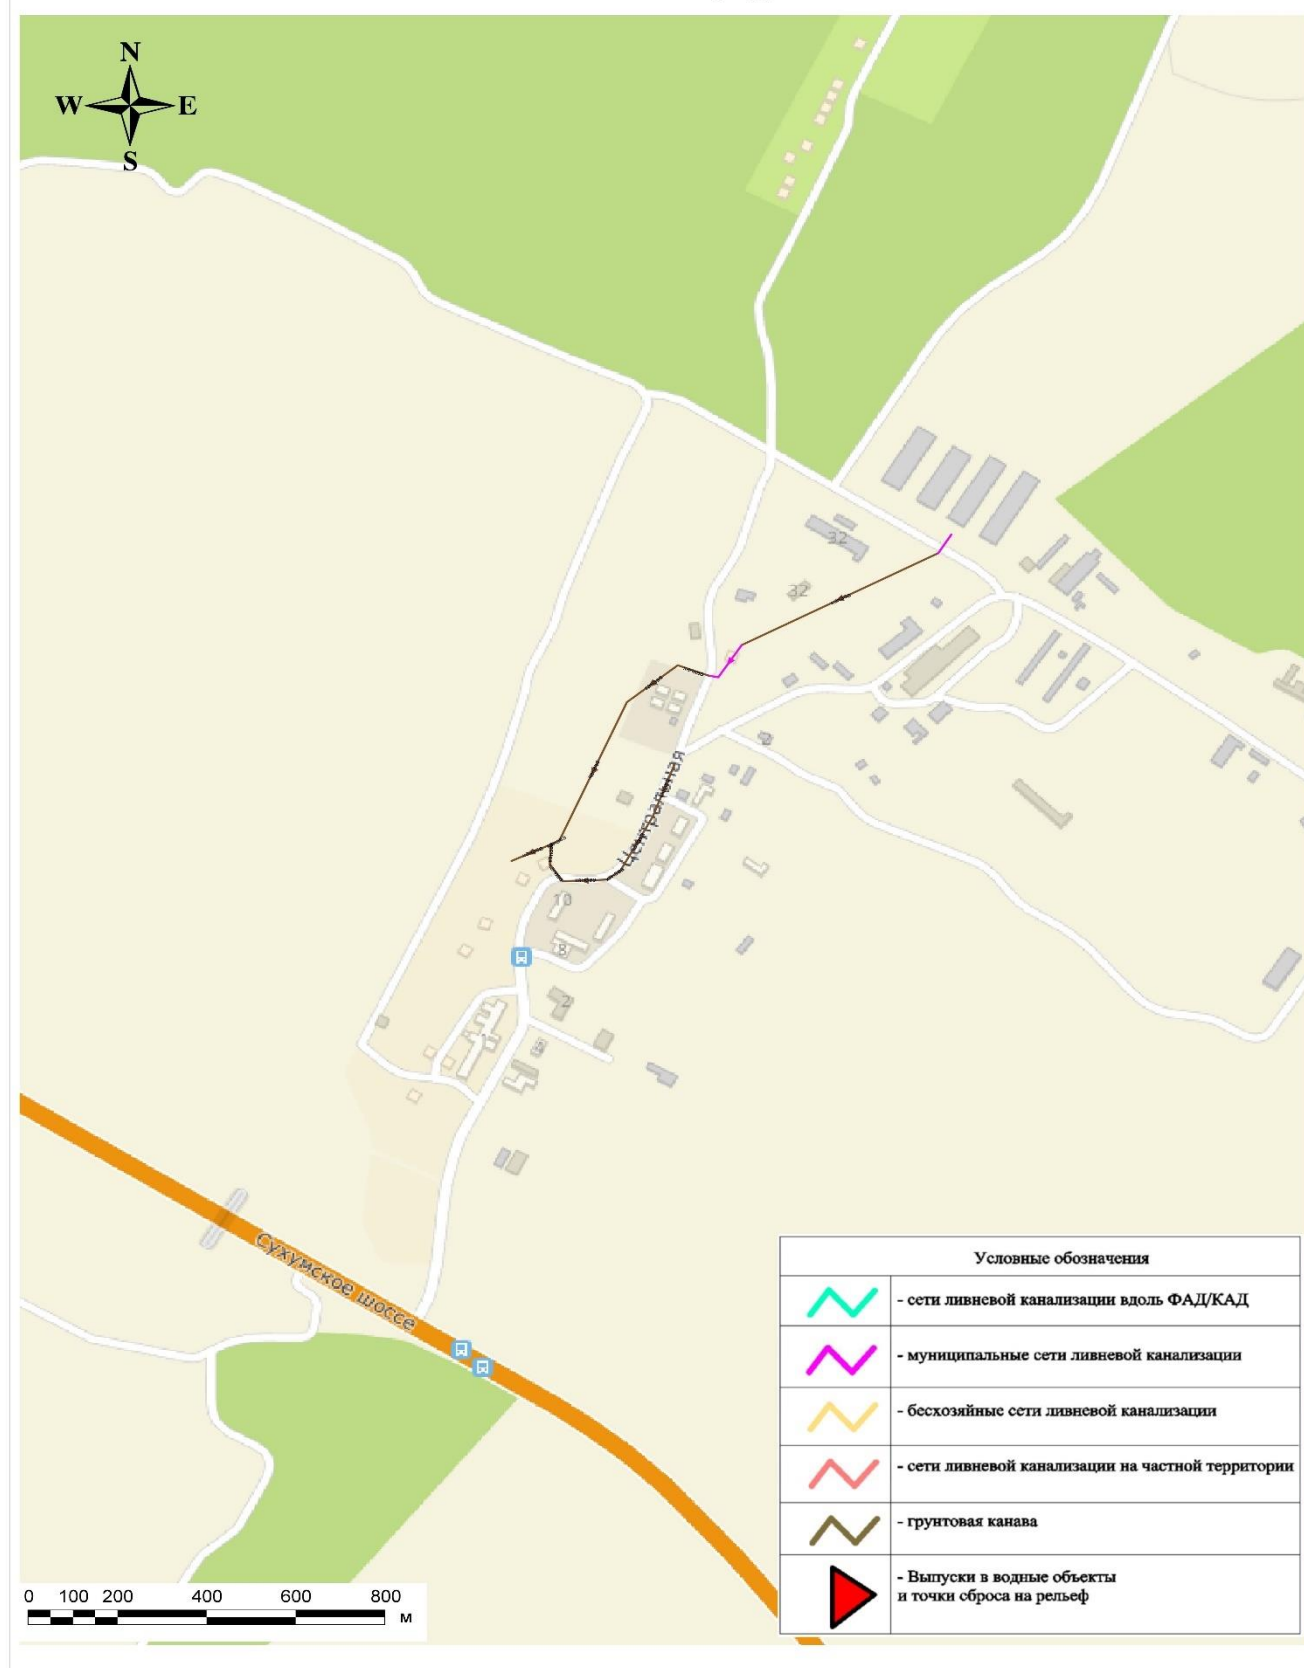 N
W E
S
32
32
2
Центральная
10
8
2
Сухумское шоссе
Условные обозначения
- сети ливневой канализации вдоль ФАД/КАД
- муниципальные сети ливневой канализации
- бесхозяйные сети ливневой канализации
- сети ливневой канализации на частной территории
- грунтовая канава
- Выпуски в водные объекты
и точки сброса на рельеф
0 100 200 400 600 800
м